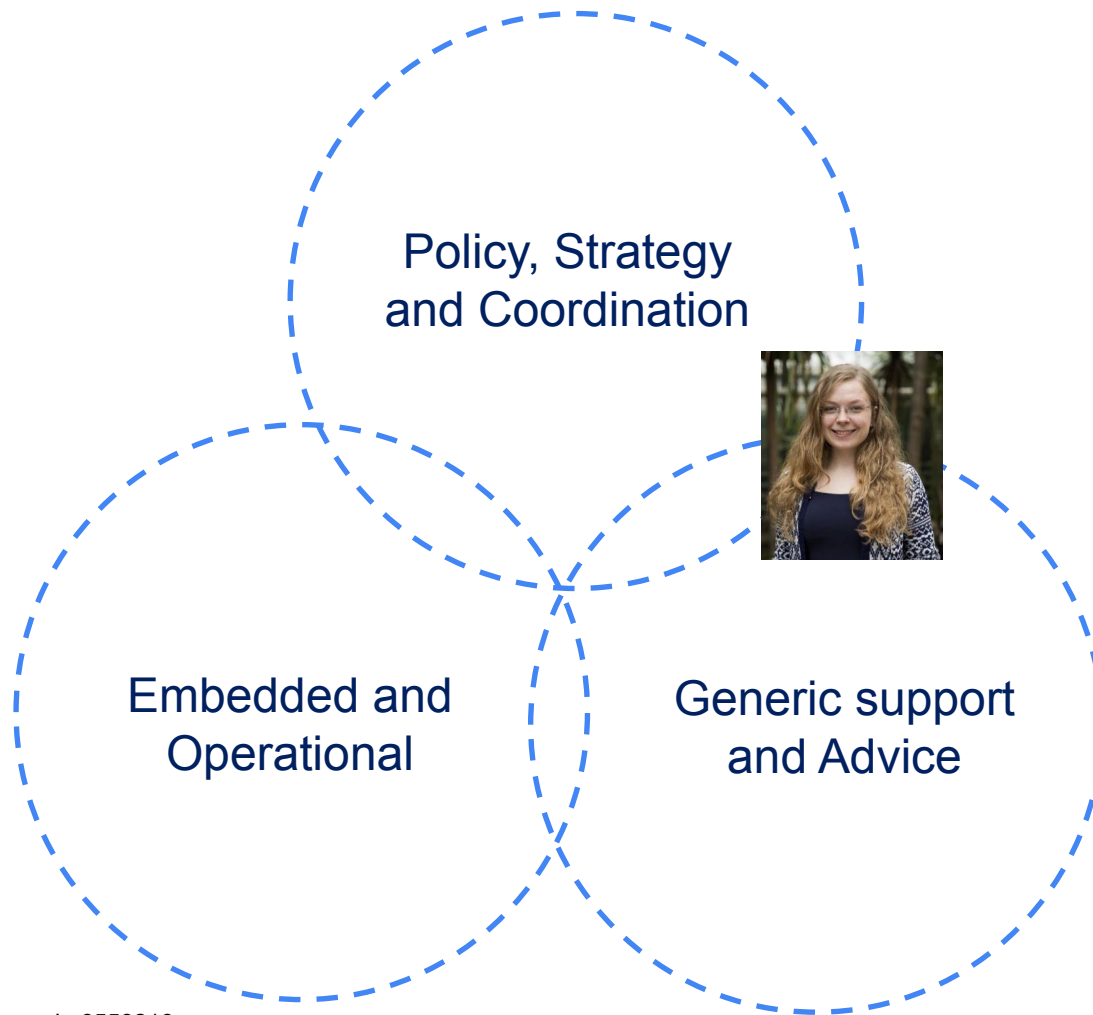 Policy, Strategy
and Coordination
Embedded and
Operational
Generic support
and Advice